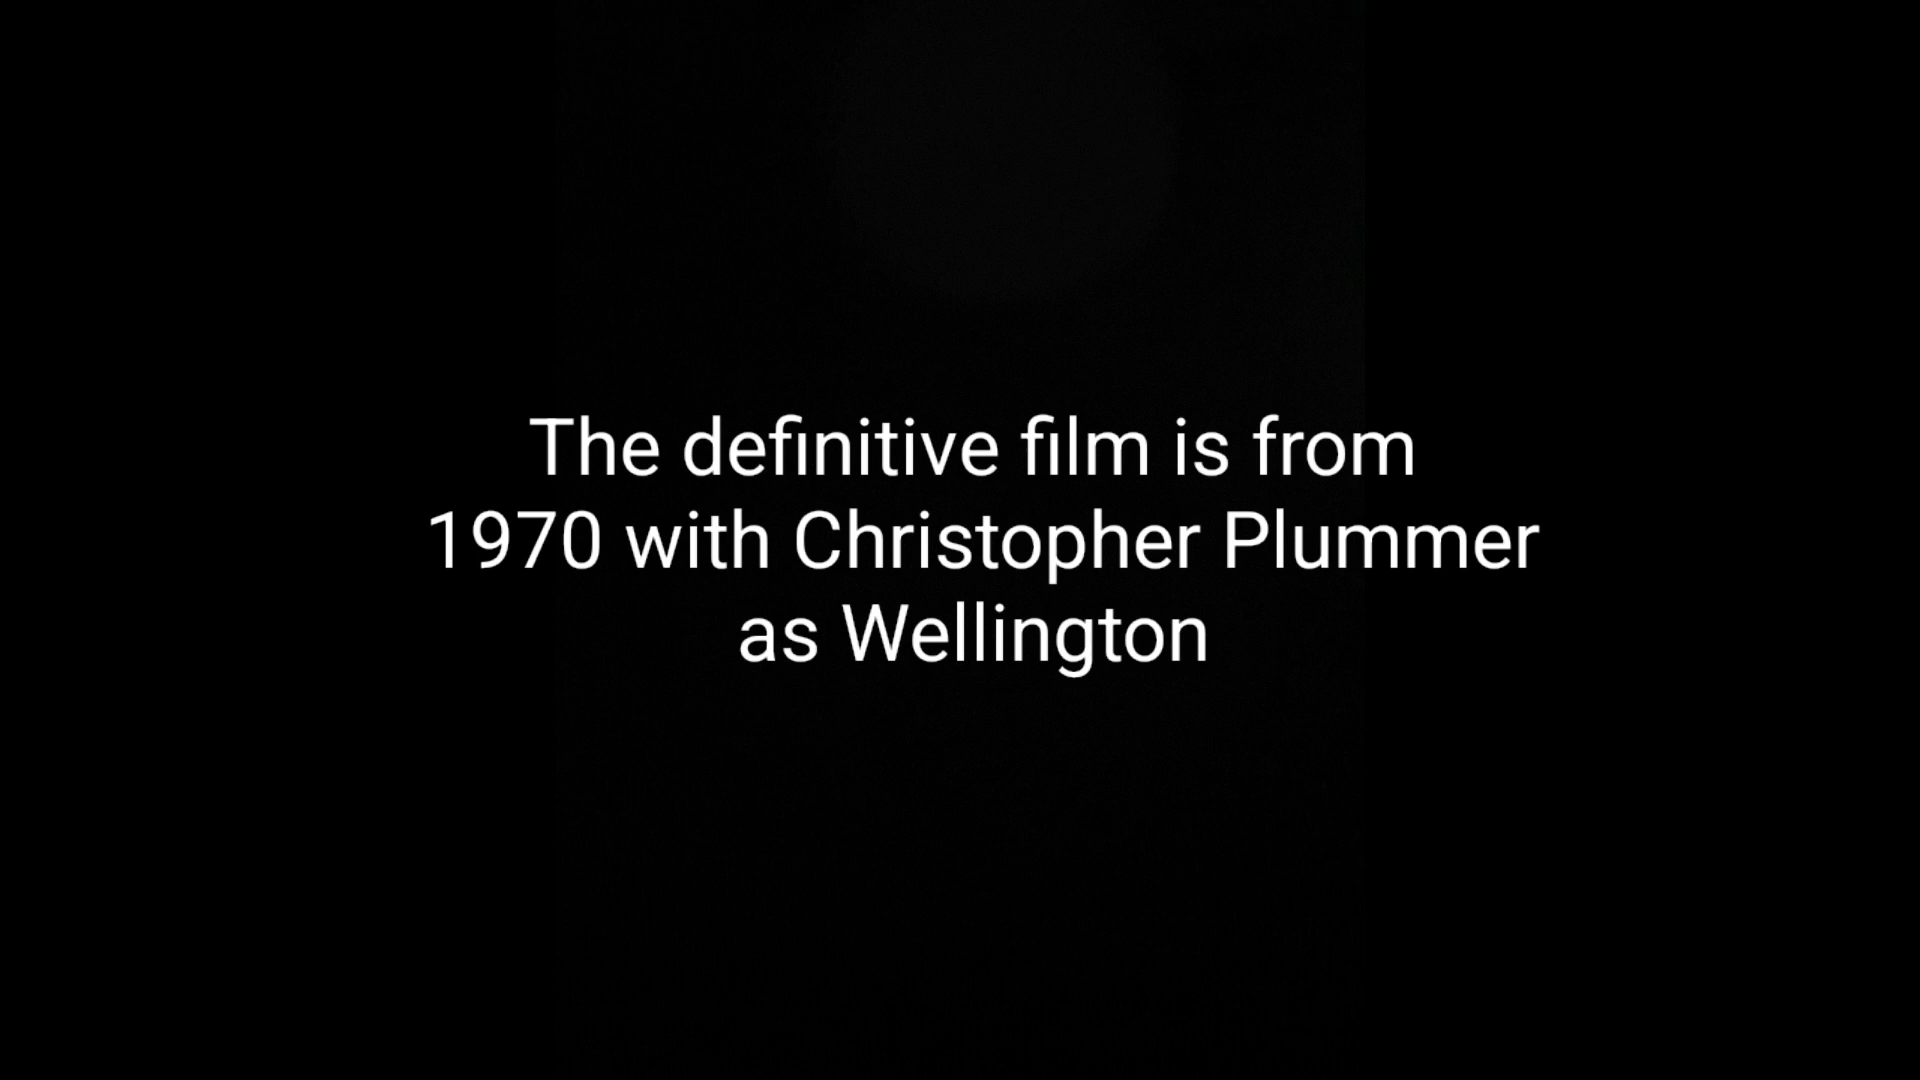 The definitive film is from
1970 with Christopher Plummer
as Wellington